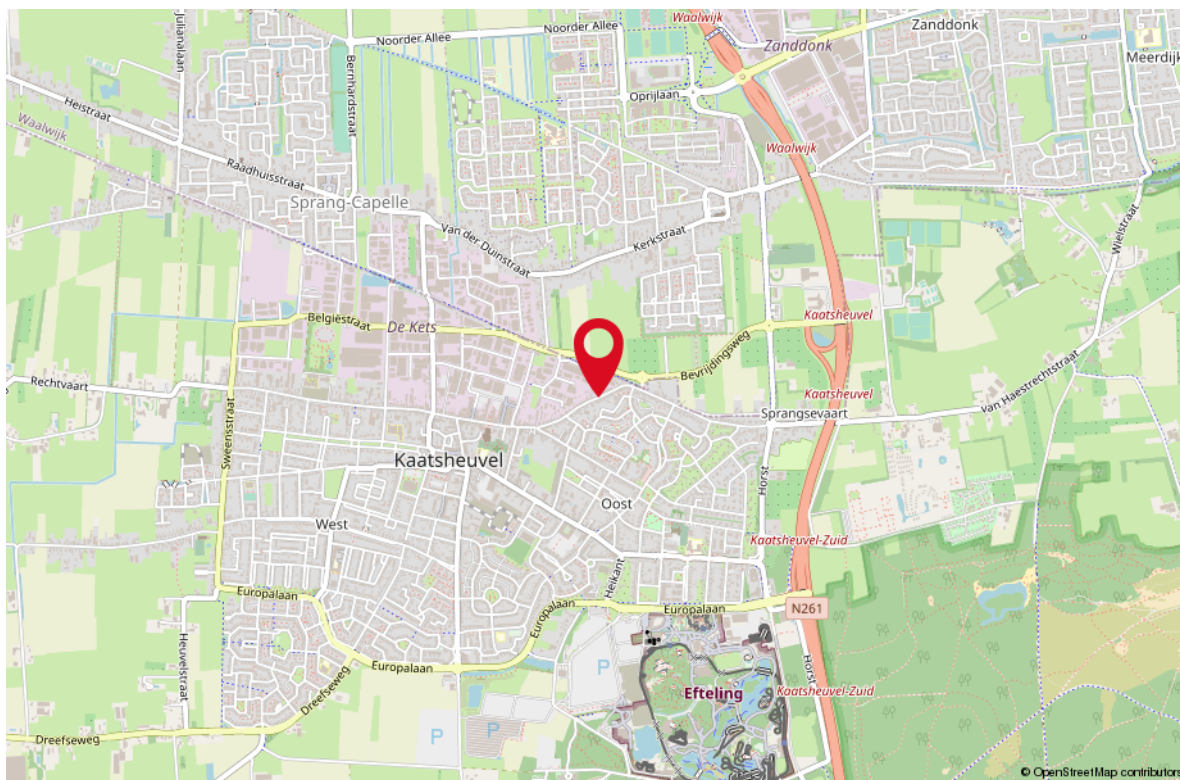 Waalwijk
Zanddonk
Noorder Allee
Noorder Allee
Zanddonk
Julianalaan
Meerdijk
Bernhardstraat
Oprijlaan
Heistraat
Waalwijk
Waalwijk
Raadhuisstraat
Sprang-Capelle
Wielstraat
Van der Duinstraat
Kerkstraat
Belgiëstraat
De Kets
Kaatsheuvel
Bevrijdingsweg
Rechtvaart
Kaatsheuvel
van Haestrechtstraat
Sprangsevaart
Sweensstraat
Kaatsheuvel
Horst
Oost
West
Kaatsheuvel-Zuid
Heikant
Europalaan
Europalaan
Europalaan
N261
Heuvelstraat
Europalaan
P
Horst
Dreefseweg
Efteling
Kaatsheuvel-Zuid
P
P
Dreefseweg
© OpenStreetMap contributors